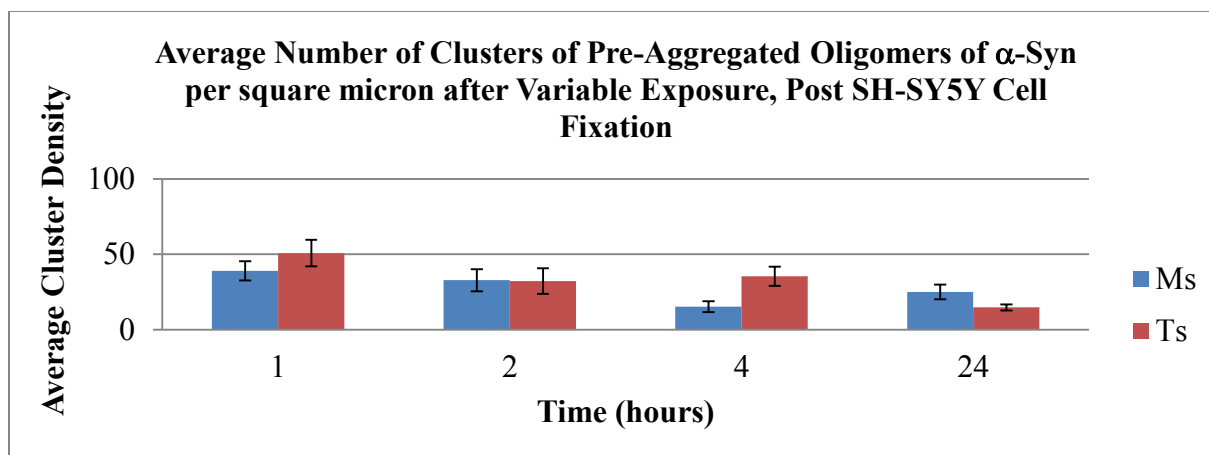 Average Number of Clusters of Pre-Aggregated Oligomers of α-Syn
per square micron after Variable Exposure, Post SH-SY5Y Cell
Fixation
Average Cluster Density
100
50
0
1 2 4 24
Time (hours)
Ms
Ts